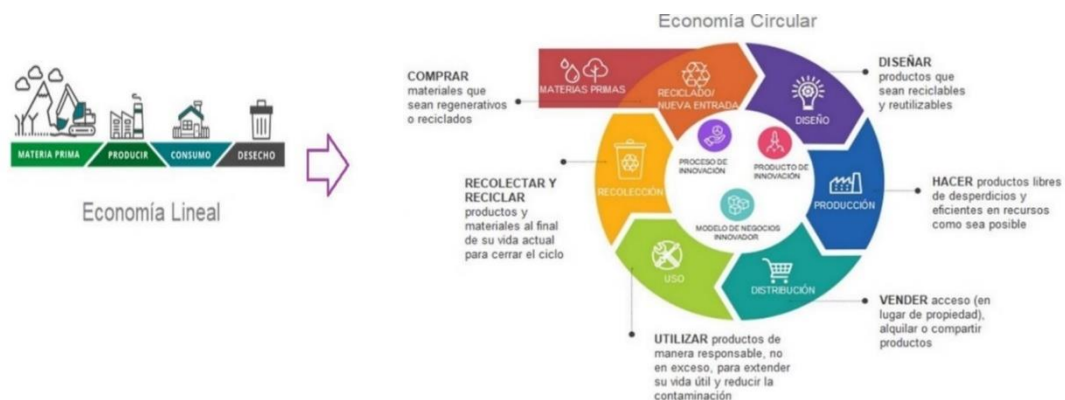 MATERIA PRIMA
PRODUCIR
CONSUMO
DESECHO
Economía Lineal
Economía Circular
COMPRAR
materiales que
sean regenerativos
o reciclados
MATERIAS PRIMAS
RECICLADO/
NUEVA ENTRADA
DISEÑO
DISEÑAR
productos que
sean reciclables
y reutilizables
PROCESO DE
INNOVACIÓN
PRODUCTO DE
INNOVACIÓN
MODELO DE NEGOCIOS
INNOVADOR
RECOLECCIÓN
PRODUCCIÓN
RECOLECTAR Y
RECICLAR
productos y
materiales al final
de su vida actual
para cerrar el ciclo
HACER productos libres
de desperdicios y
eficientes en recursos
como sea posible
USO
DISTRIBUCIÓN
VENDER acceso (en
lugar de propiedad),
alquilar o compartir
productos
UTILIZAR productos de
manera responsable, no
en exceso, para extender
su vida útil y reducir la
contaminación